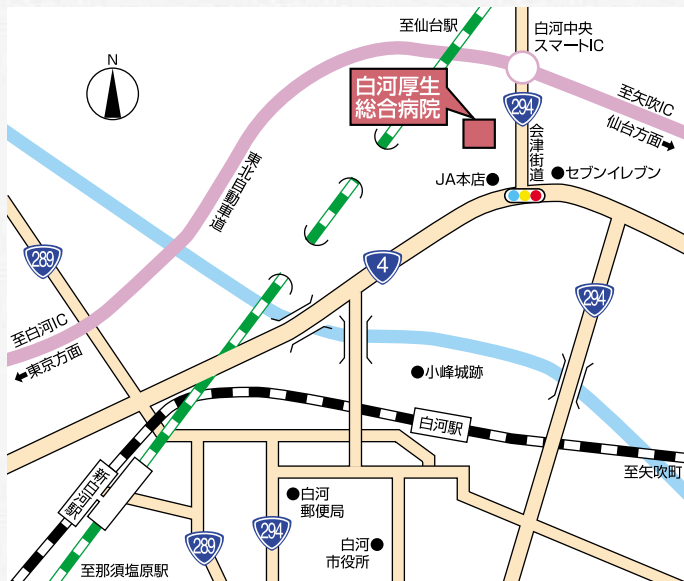 至仙台駅
白河中央
スマートIC
N
白河厚生
総合病院
294
至矢吹IC
仙台方面
会津街道
JA本店
セブンイレブン
東北自動車道
289
4
294
至白河IC
東京方面
小峰城跡
白河駅
至矢吹町
新白河駅
白河
郵便局
294
289
白河
市役所
至那須塩原駅